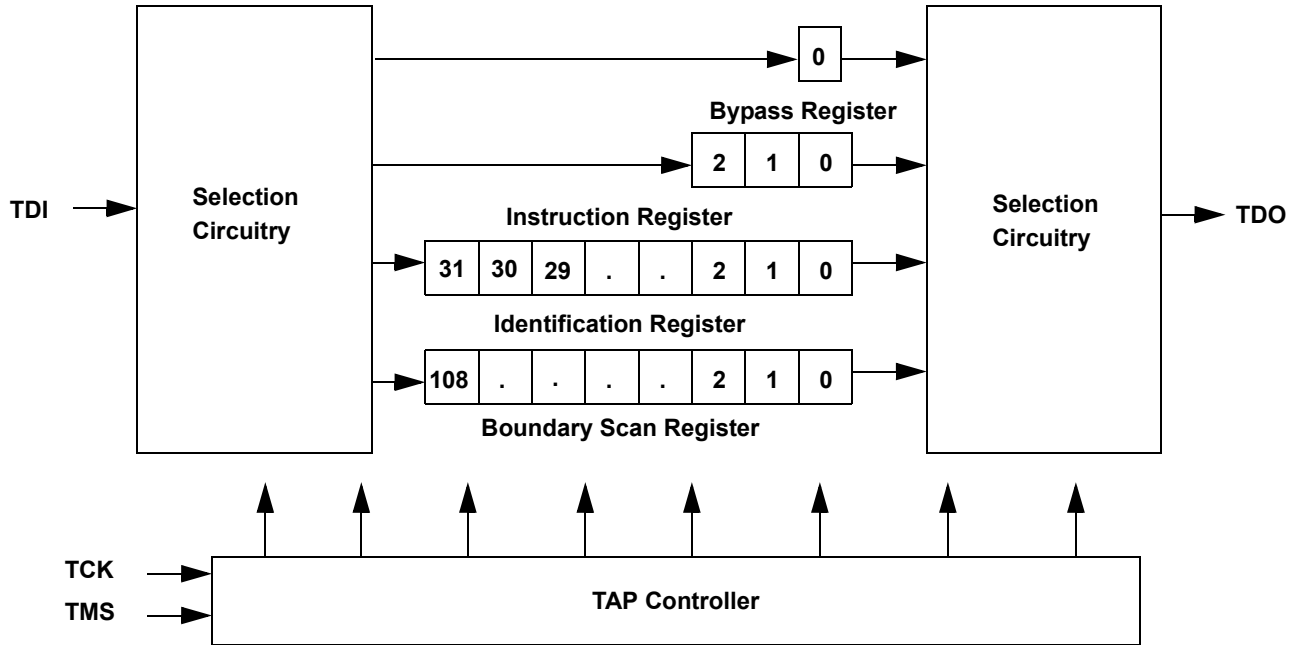 0
Bypass Register
2 1 0
Selection
Circuitry
TDI
Selection
Circuitry
TDO
Instruction Register
31 30 29 . . 2 1 0
Identification Register
108 . . . . 2 1 0
Boundary Scan Register
TCK
TMS
TAP Controller